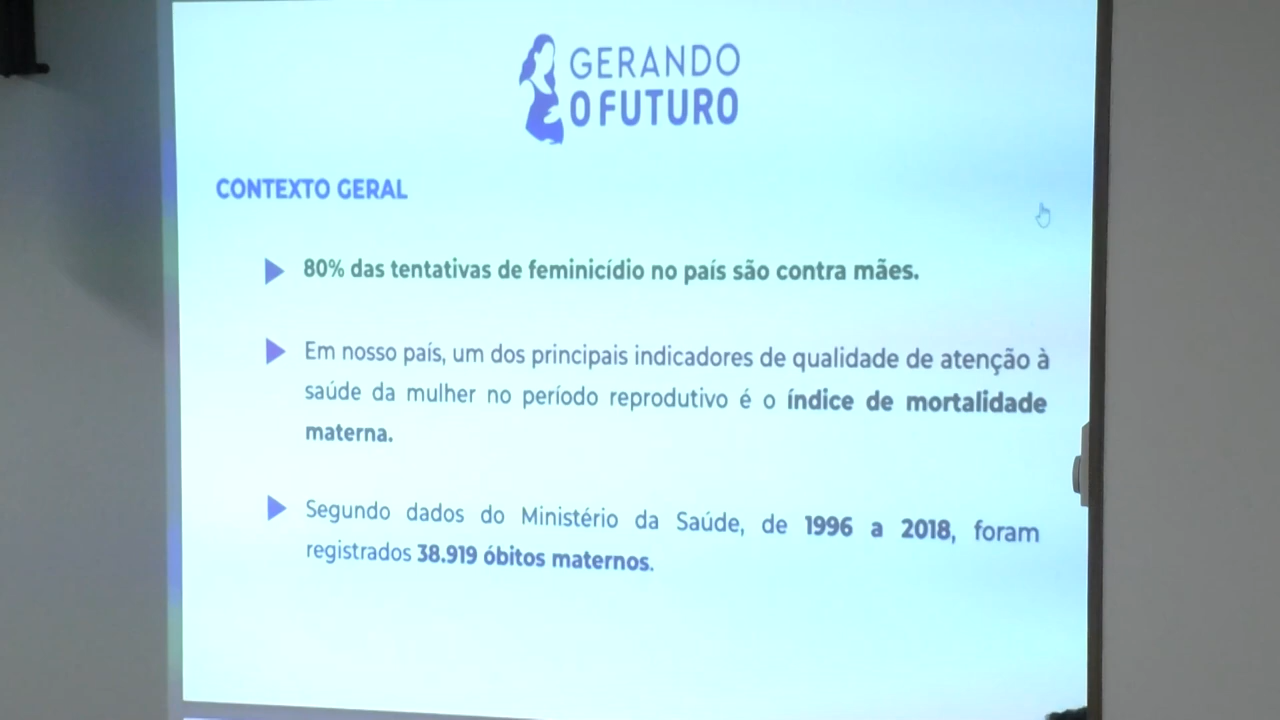 GERANDO
O FUTURO
CONTEXTO GERAL
80% das tentativas de feminicídio no país são contra mães.
Em nosso país, um dos principais indicadores de qualidade de atenção à
saúde da mulher no período reprodutivo é o índice de mortalidade
materna.
Segundo dados do Ministério da Saúde, de 1996 a 2018, foram
registrados 38.919 óbitos maternos.